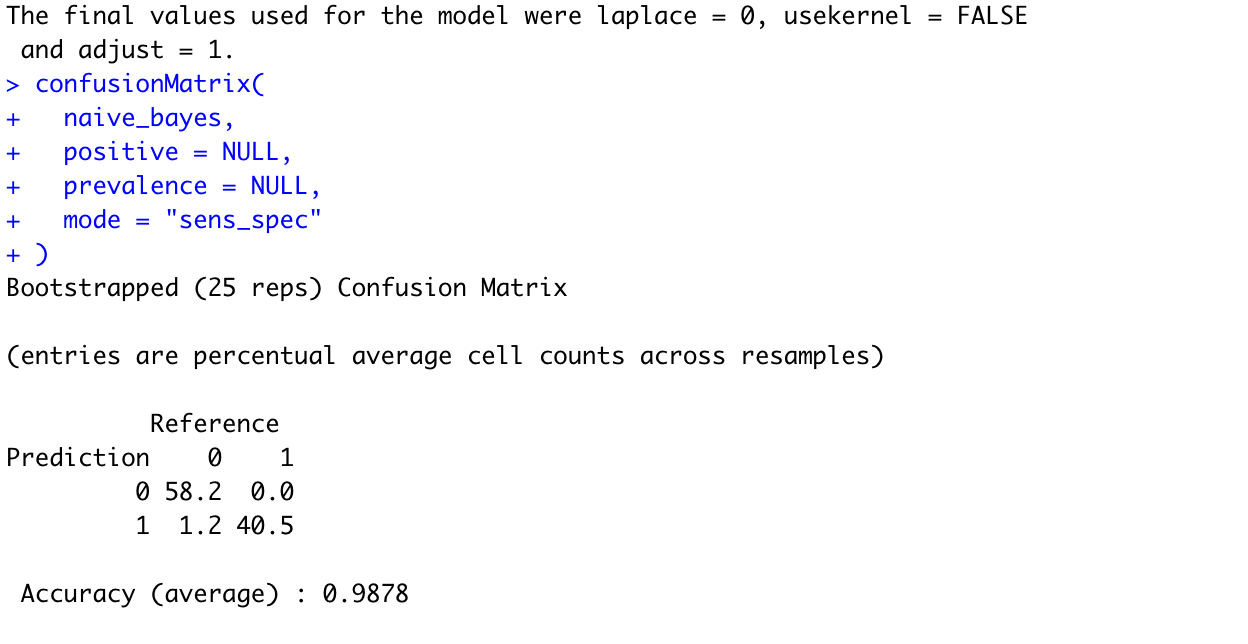 The final values used for the model were laplace = 0, usekernel = FALSE
 and adjust = 1.
> confusionMatrix(
+   naive_bayes,
+   positive = NULL,
+   prevalence = NULL,
+   mode = "sens_spec"
+ )
Bootstrapped (25 reps) Confusion Matrix

(entries are percentual average cell counts across resamples)

          Reference
Prediction    0    1
         0 58.2  0.0
         1  1.2 40.5

 Accuracy (average) : 0.9878